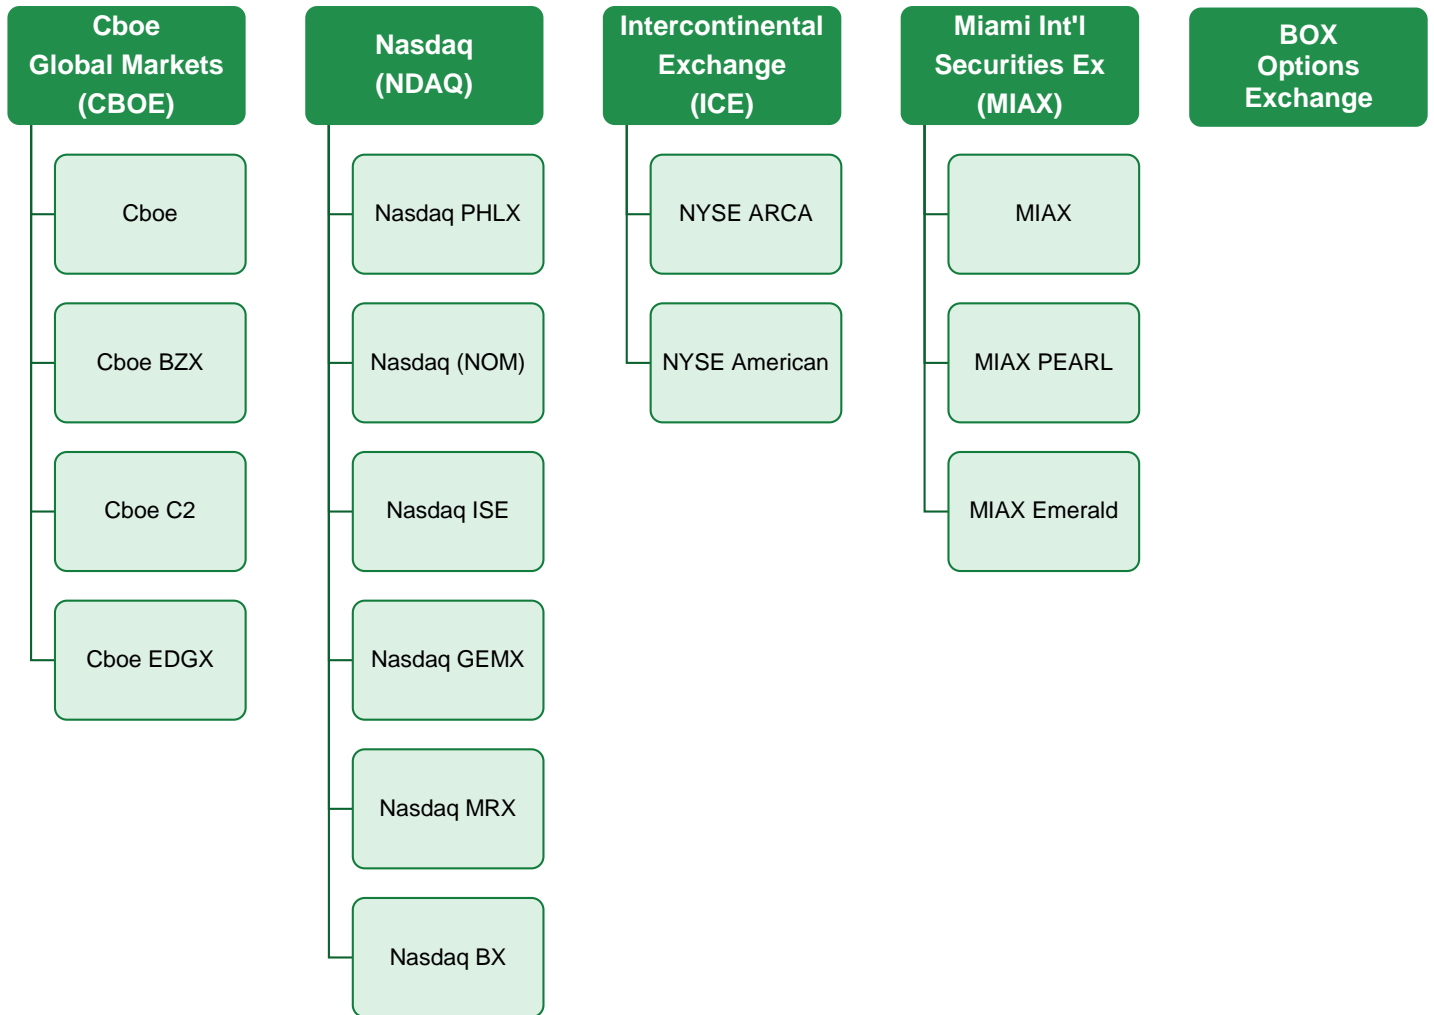 Cboe
Global Markets
(CBOE)
Cboe
Cboe BZX
Cboe C2
Cboe EDGX
Nasdaq
(NDAQ)
Nasdaq PHLX
Nasdaq (NOM)
Nasdaq ISE
Nasdaq GEMX
Nasdaq MRX
Nasdaq BX
Intercontinental
Exchange
(ICE)
NYSE ARCA
NYSE American
Miami Int'l
Securities Ex
(MIAX)
MIAX
MIAX PEARL
MIAX Emerald
BOX
Options
Exchange